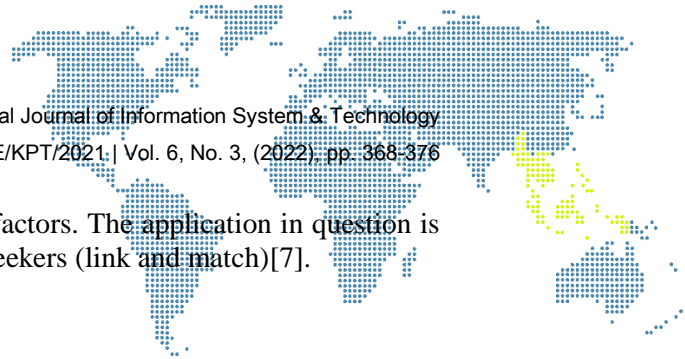 al Journal of Information System & Technology
E/KPT/2021 | Vol. 6, No. 3, (2022), pp. 368-376
factors. The application in question is
eekers (link and match)[7].